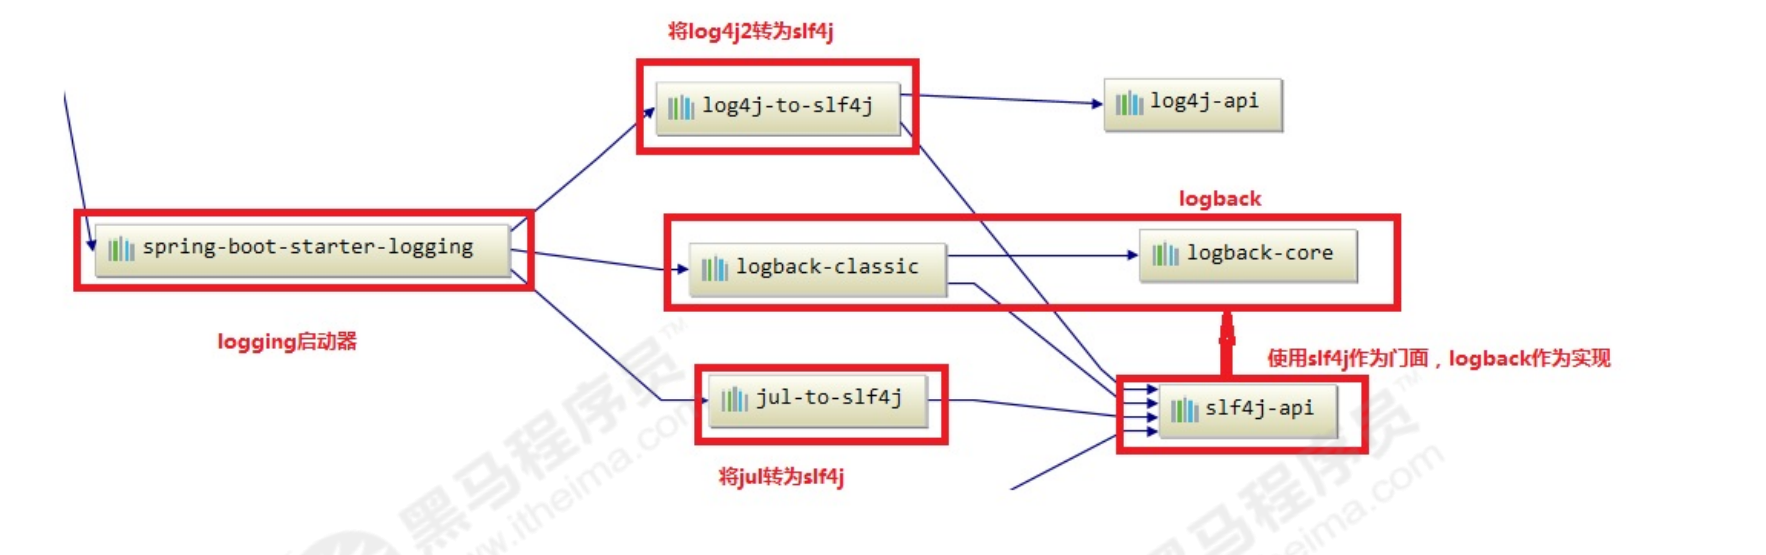 将log4j2转为slf4j
log4j-to-slf4j
log4j-api
logback
spring-boot-starter-logging
logback-classic
logback-core
logging启动器
使用slf4j作为门面，logback作为实现
jul-to-slf4j
slf4j-api
将jul转为slf4j
黑马程序员™
www.itheima.com
黑马程序员™